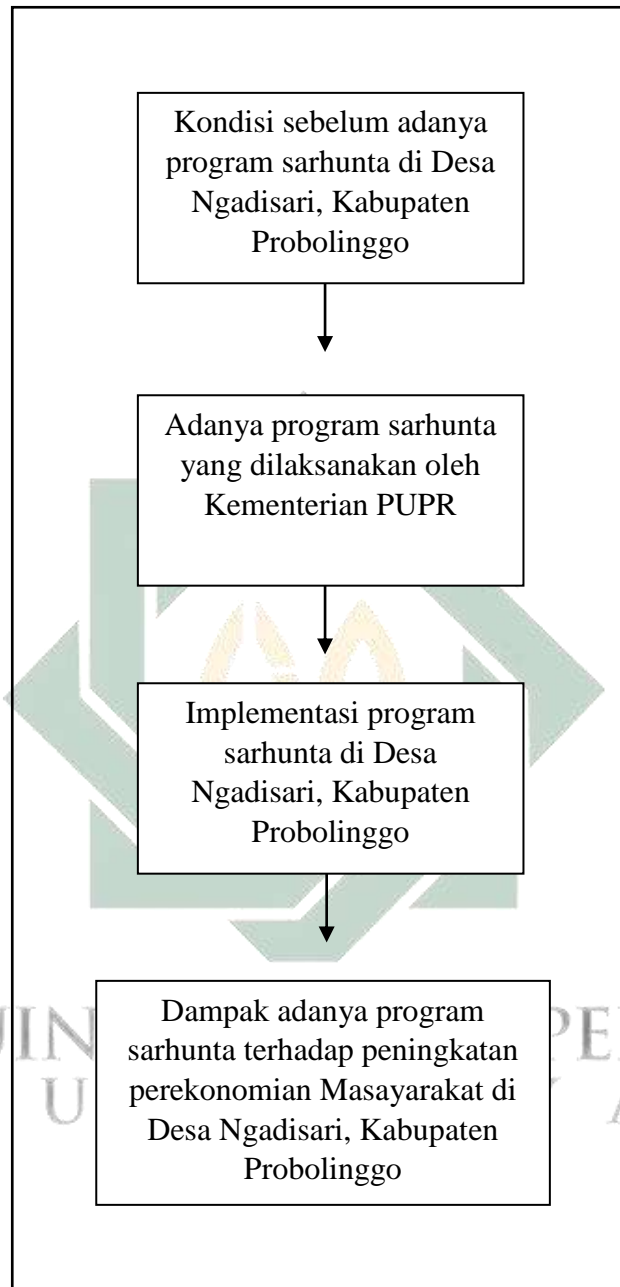 Kondisi sebelum adanya
program sarhunta di Desa
Ngadisari, Kabupaten
Probolinggo
Adanya program sarhunta
yang dilaksanakan oleh
Kementerian PUPR
Implementasi program
sarhunta di Desa
Ngadisari, Kabupaten
Probolinggo
Dampak adanya program
sarhunta terhadap peningkatan
perekonomian Masayarakat di
Desa Ngadisari, Kabupaten
Probolinggo
UIN